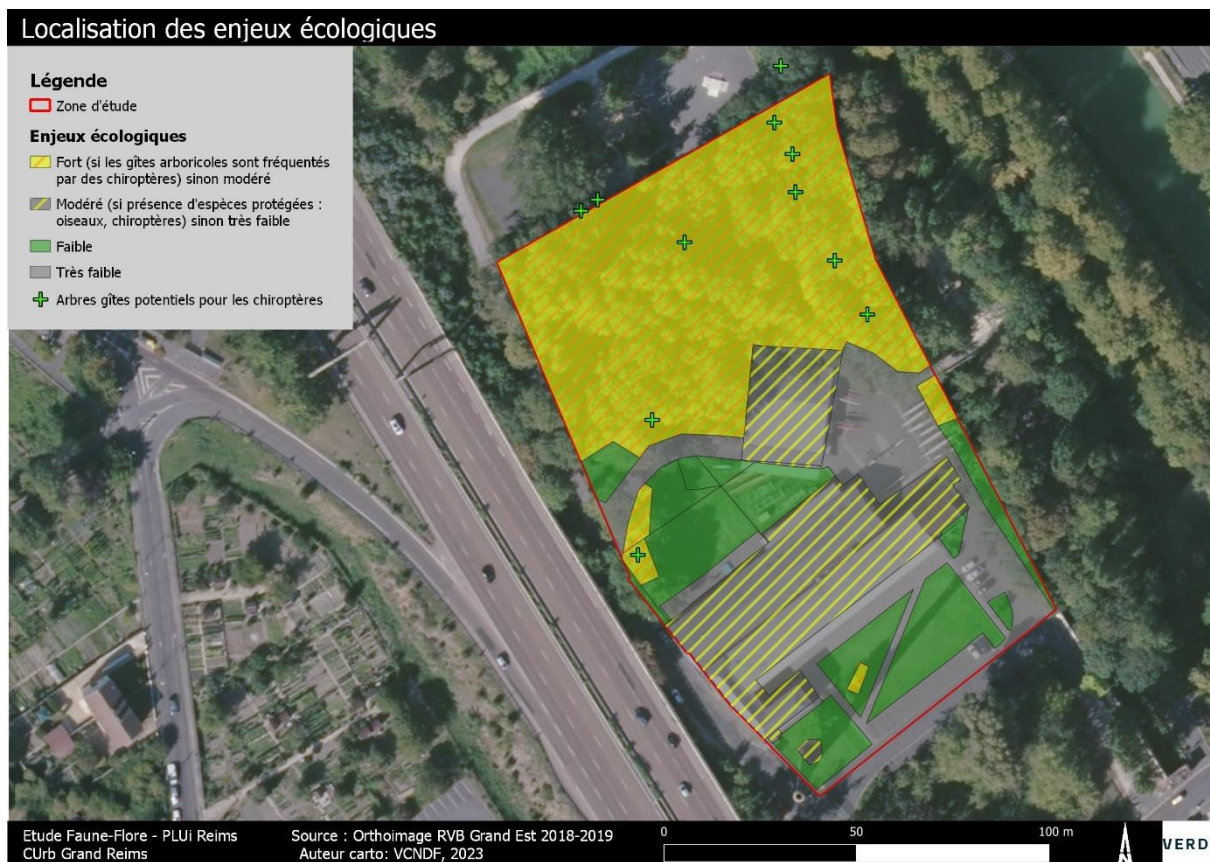 Localisation des enjeux écologiques
Légende
Zone d'étude
Enjeux écologiques
Fort (si les gîtes arboricoles sont fréquentés
par des chiroptères) sinon modéré
Modéré (si présence d'espèces protégées :
oiseaux, chiroptères) sinon très faible
Faible
Très faible
Arbres gîtes potentiels pour les chiroptères
Etude Faune-Flore - PLUi Reims
CUrb Grand Reims
Source : Orthoimage RVB Grand Est 2018-2019
Auteur carto: VCNDF, 2023
0 50 100 m
VERD